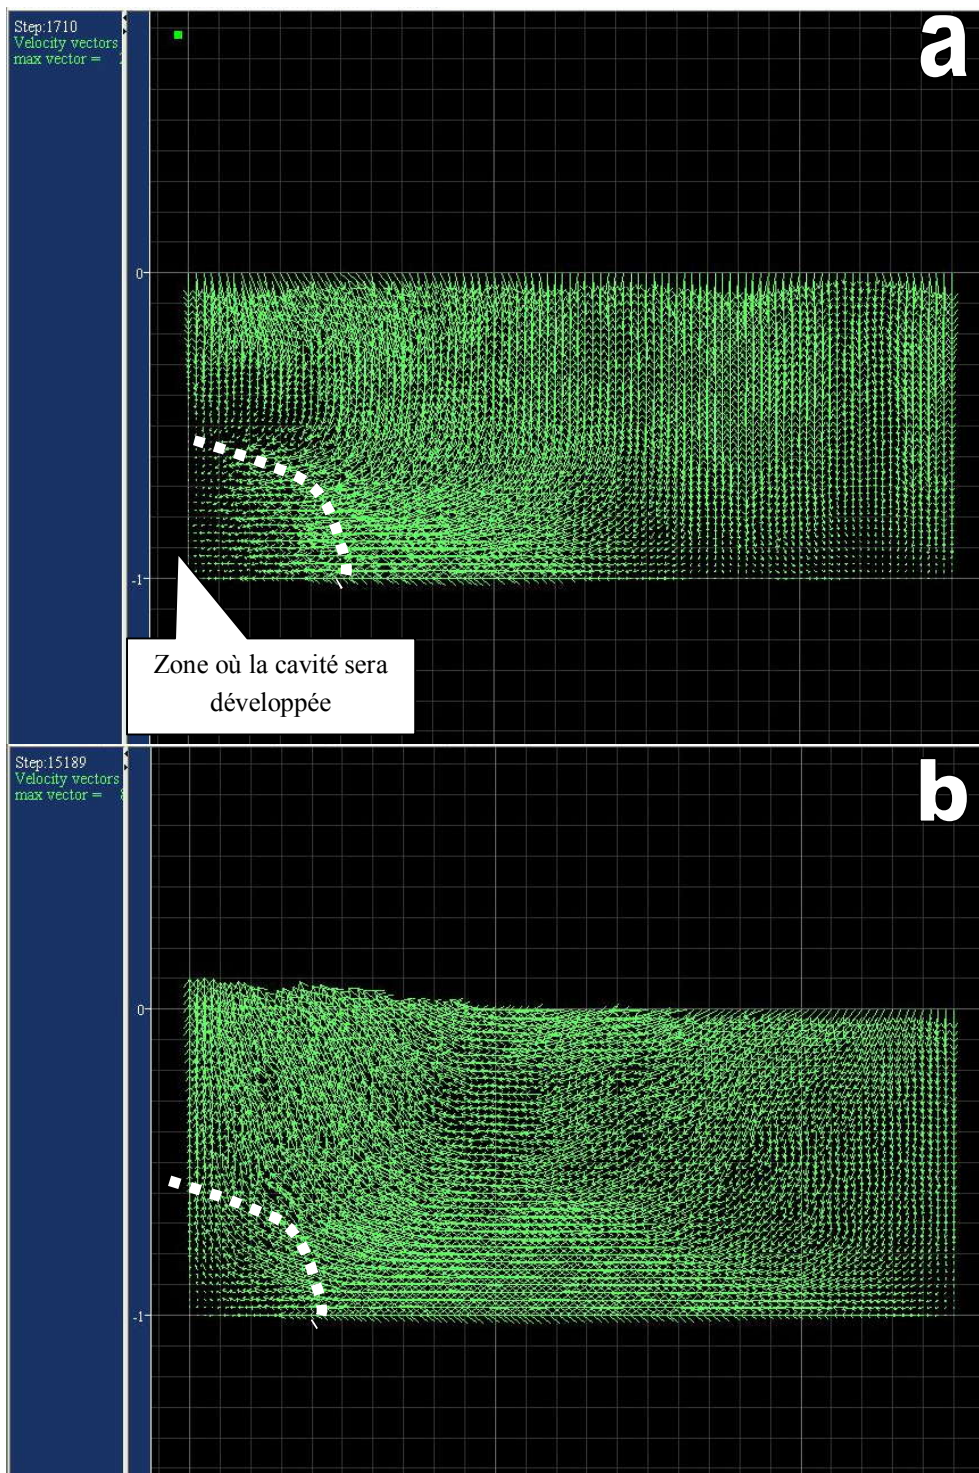 Step:1710
Velocity vectors
max vector =
a
0
-1
Zone où la cavité sera
développée
Step:15189
Velocity vectors
max vector =
b
0
-1